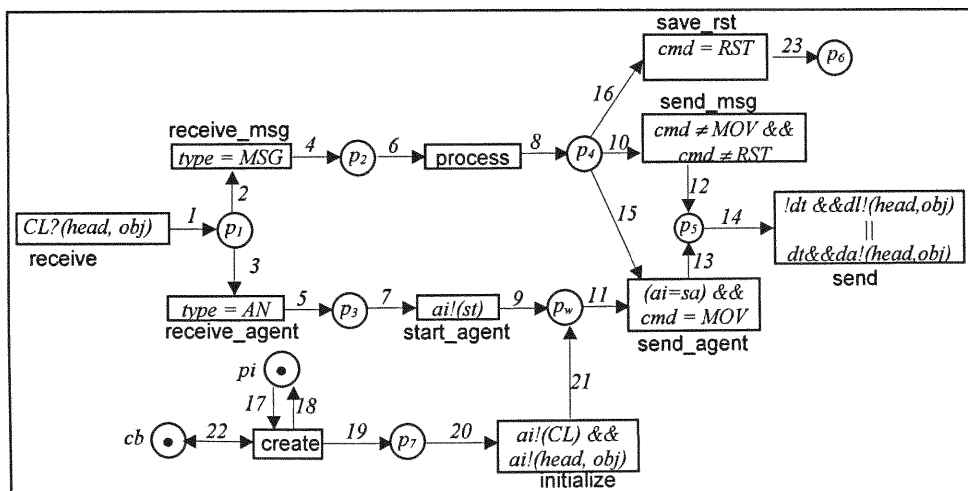 save_rst
cmd = RST
23
p6
16
send_msg
receive_msg
4
p2
6
process
8
p4
10
cmd ≠ MOV &&
cmd ≠ RST
type = MSG
2
12
1
15
14
CL?(head, obj)
p1
p5
!dt &&dl!(head,obj)
||
dt&&da!(head,obj)
receive
3
13
send
type = AN
5
p3
7
ai!(st)
9
pw
11
(ai=sa) &&
cmd = MOV
receive_agent
start_agent
send_agent
pi
21
17
18
cb
22
create
19
p7
20
ai!(CL) &&
ai!(head, obj)
initialize